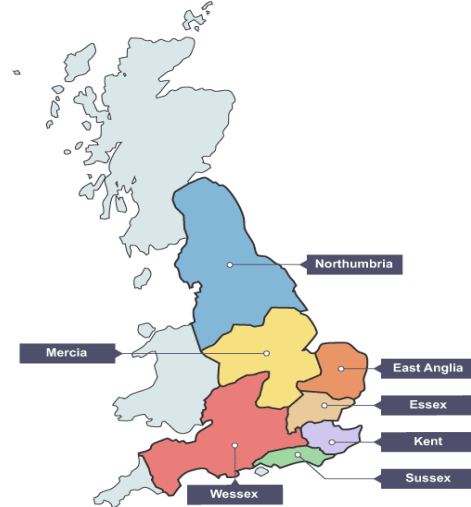 Northumbria
Mercia
East Anglia
Essex
Kent
Sussex
Wessex